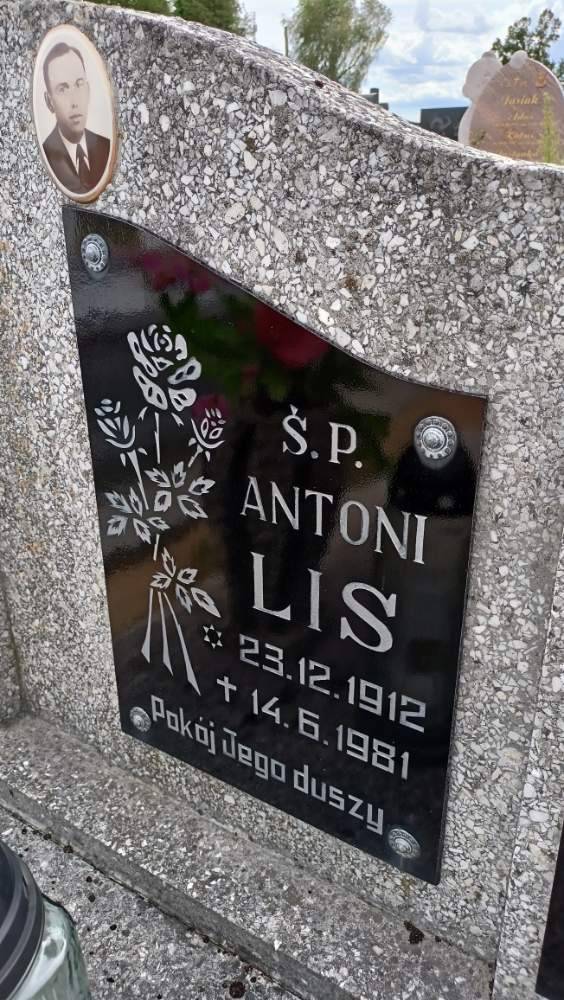 Ś.P.
ANTONI
LIS
✡ 23.12.1912
✝ 14.6.1981
Pokój Jego duszy